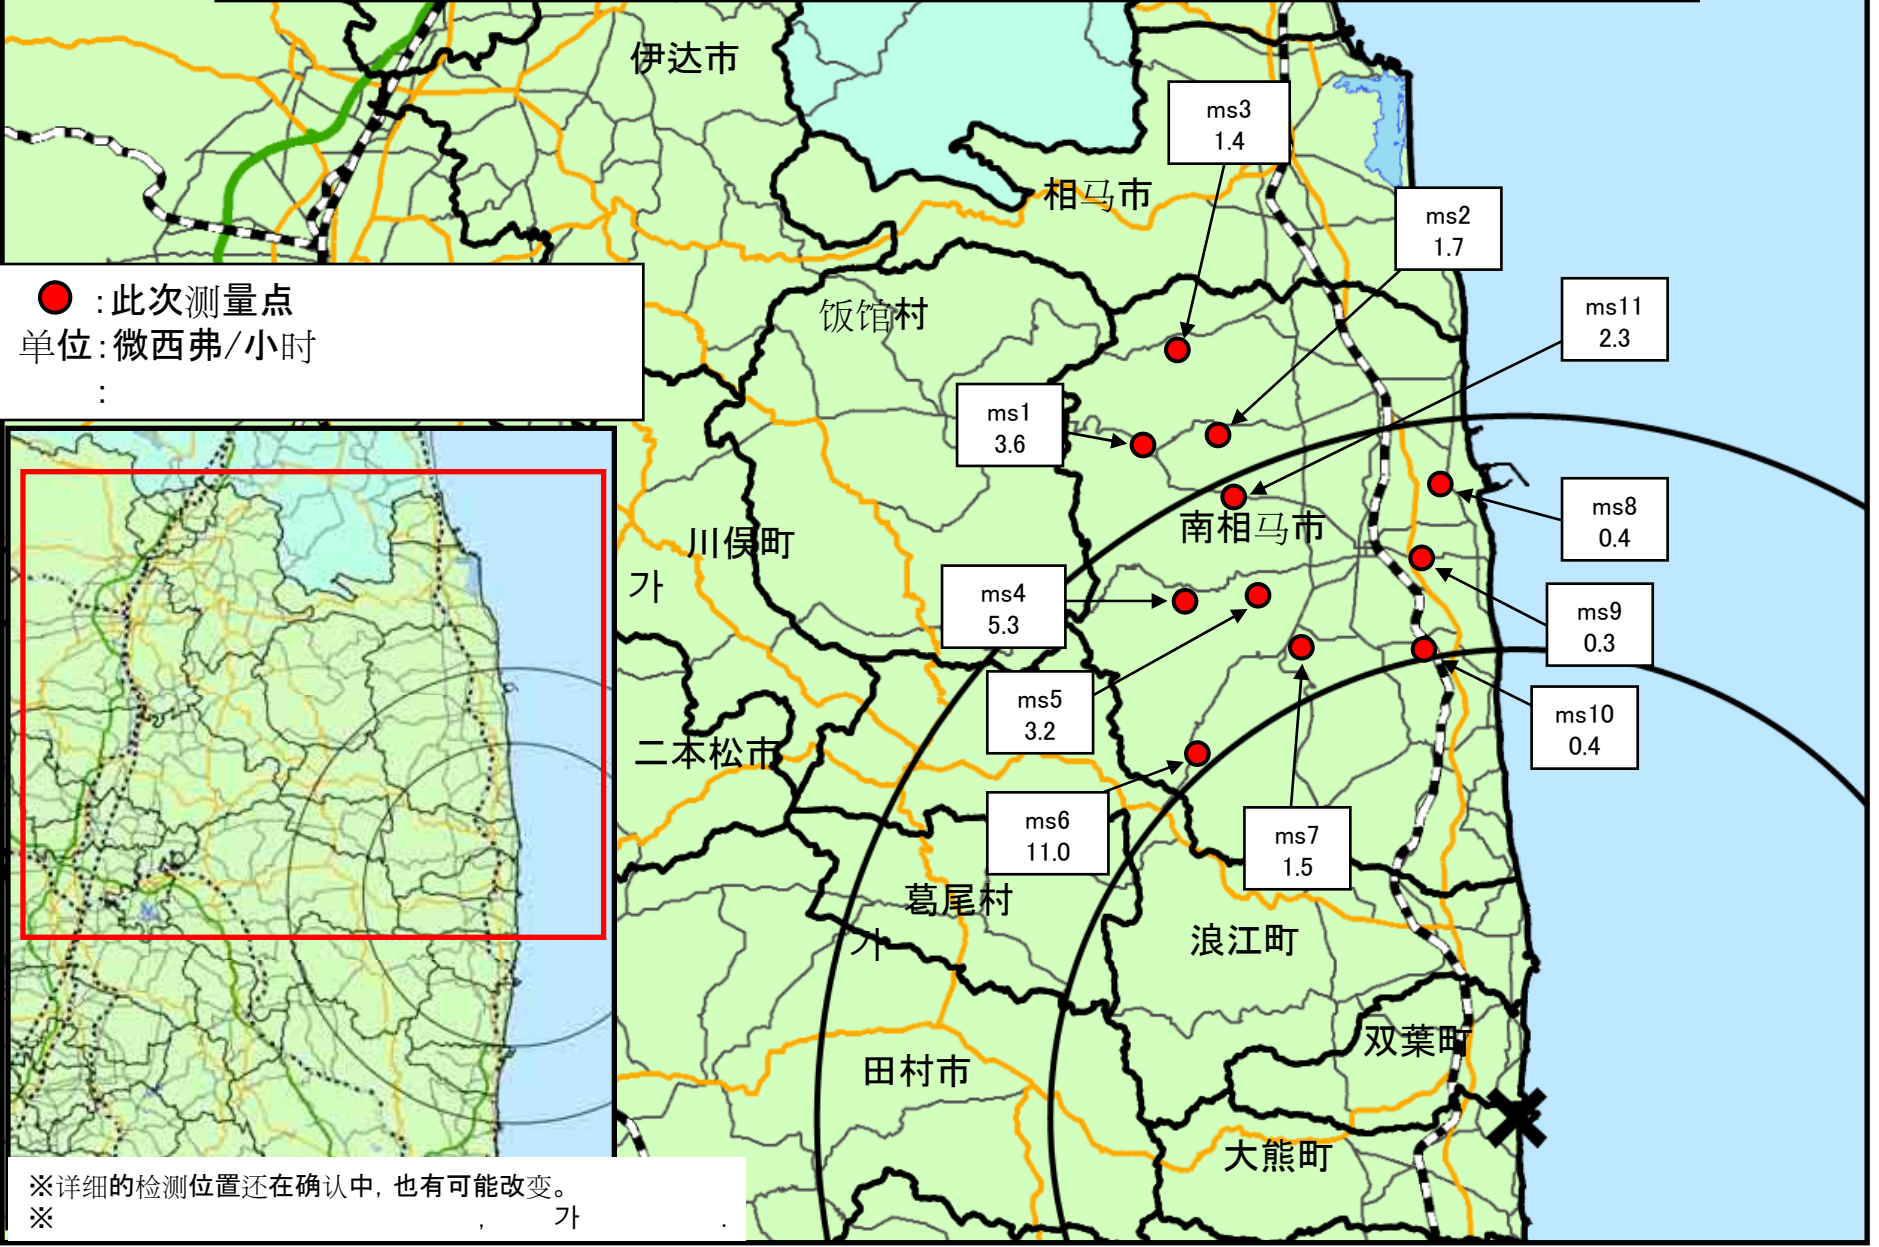 伊达市
ms3
1.4
相马市
ms2
1.7
:此次测量点
单位:微西弗/小时
:
饭馆村
ms11
2.3
ms1
3.6
川俣町
가
南相马市
ms8
0.4
ms4
5.3
ms9
0.3
ms5
3.2
ms10
0.4
二本松市
ms6
11.0
ms7
1.5
葛尾村
가
浪江町
双葉町
田村市
大熊町
※详细的检测位置还在确认中, 也有可能改变。
※ , 가 .